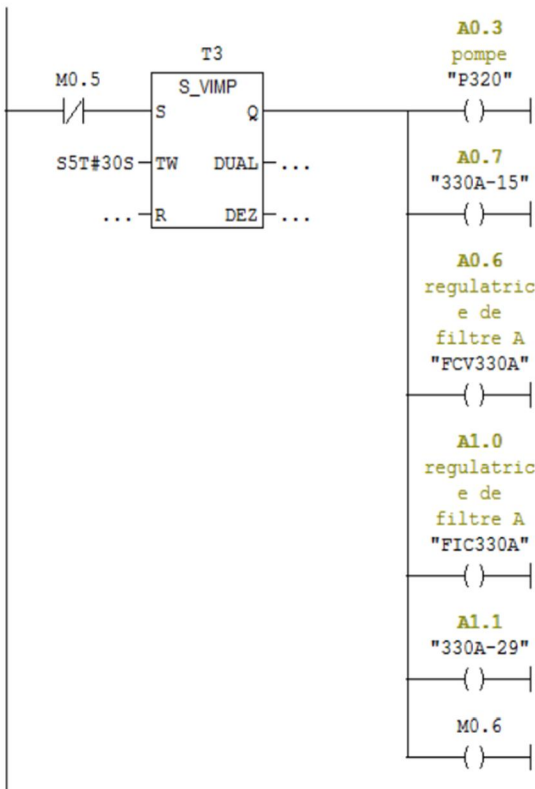 A0.3
pompe
"P320"
T3
M0.5
S_VIMP
S
Q
S5T#30S
TW
DUAL
...
...
R
DEZ
...
A0.7
"330A-15"
A0.6
regulatric
e de
filtre A
"FCV330A"
A1.0
regulatric
e de
filtre A
"FIC330A"
A1.1
"330A-29"
M0.6